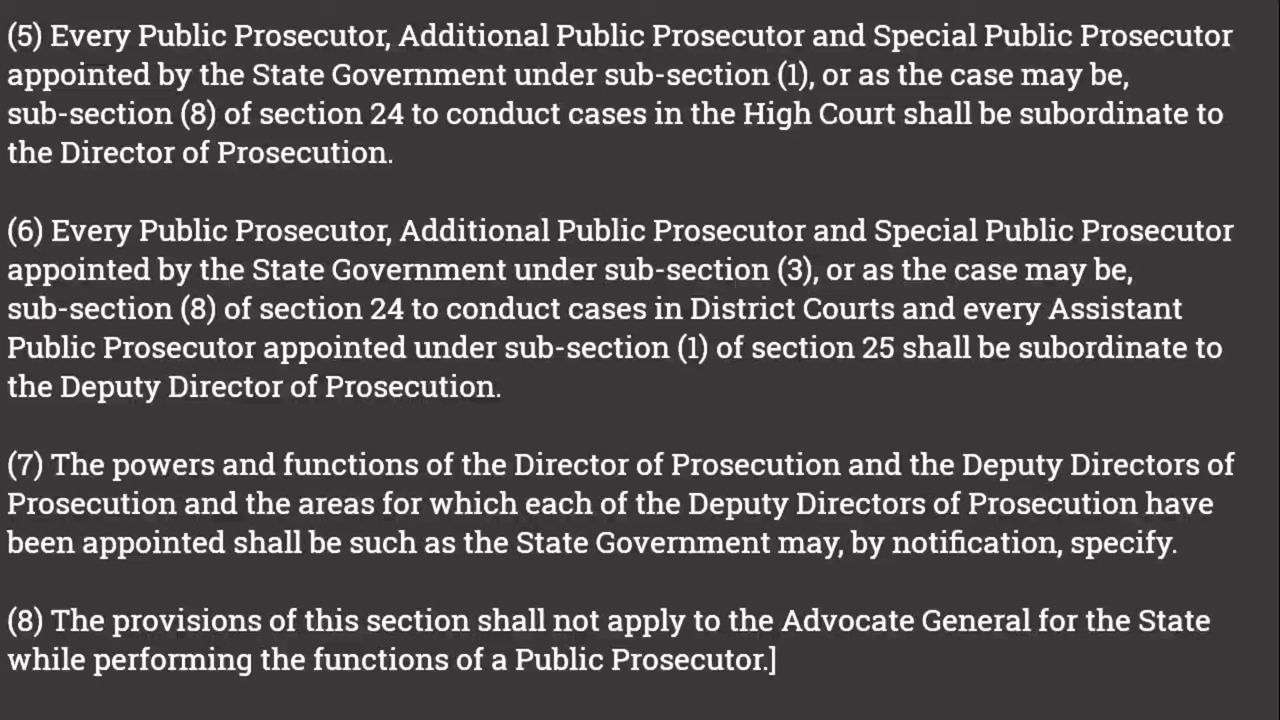 (5) Every Public Prosecutor, Additional Public Prosecutor and Special Public Prosecutor
appointed by the State Government under sub-section (1), or as the case may be,
sub-section (8) of section 24 to conduct cases in the High Court shall be subordinate to
the Director of Prosecution.
(6) Every Public Prosecutor, Additional Public Prosecutor and Special Public Prosecutor
appointed by the State Government under sub-section (3), or as the case may be,
sub-section (8) of section 24 to conduct cases in District Courts and every Assistant
Public Prosecutor appointed under sub-section (1) of section 25 shall be subordinate to
the Deputy Director of Prosecution.
(7) The powers and functions of the Director of Prosecution and the Deputy Directors of
Prosecution and the areas for which each of the Deputy Directors of Prosecution have
been appointed shall be such as the State Government may, by notification, specify.
(8) The provisions of this section shall not apply to the Advocate General for the State
while performing the functions of a Public Prosecutor.]